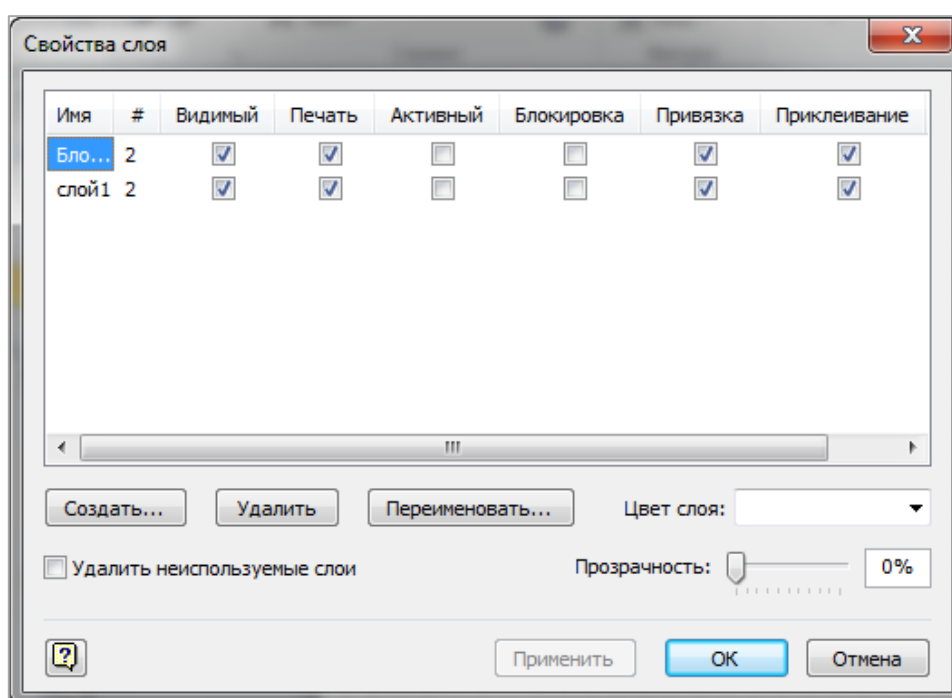 Свойства слоя
Имя # Видимый Печать Активный Блокировка Привязка Приклеивание
Бло... 2
слой1 2
Создать... Удалить Переименовать... Цвет слоя:
Удалить неиспользуемые слои Прозрачность: 0%
Применить ОК Отмена